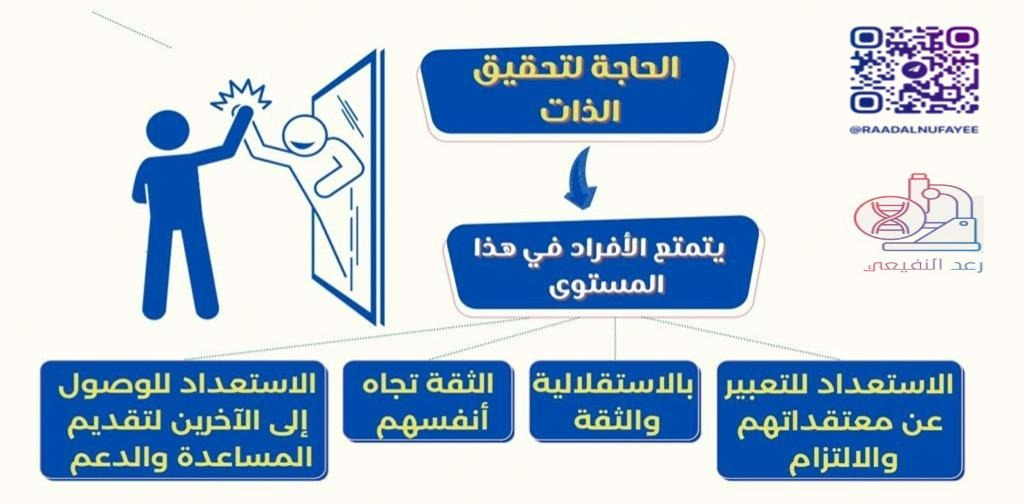 الحاجة لتحقيق
الذات
@RAADALNUFAYEE
رعد النفيعي
يتمتع الأفراد في هذا
المستوى
الاستعداد للتعبير
عن معتقداتهم
والالتزام
بالاستقلالية
والثقة
الثقة تجاه
أنفسهم
الاستعداد للوصول
إلى الآخرين لتقديم
المساعدة والدعم